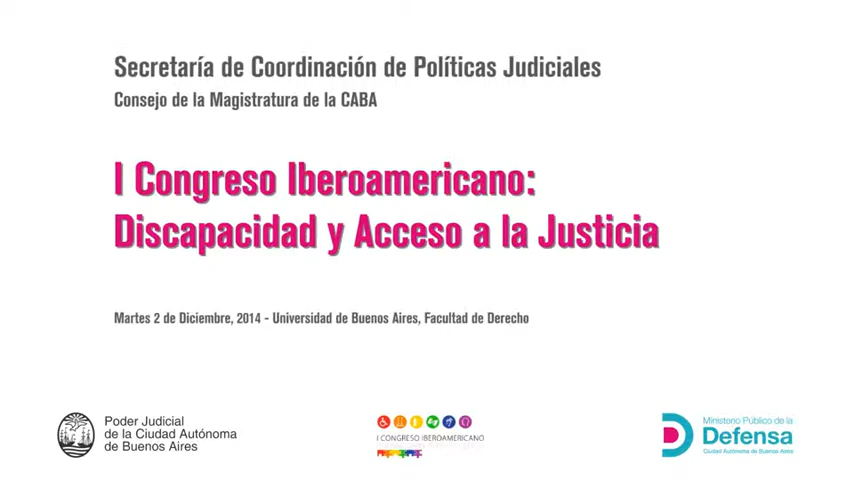 Secretaría de Coordinación de Políticas Judiciales
Consejo de la Magistratura de la CABA
I Congreso Iberoamericano:
Discapacidad y Acceso a la Justicia
Martes 2 de Diciembre, 2014 - Universidad de Buenos Aires, Facultad de Derecho
Poder Judicial
de la Ciudad Autónoma
de Buenos Aires
I CONGRESO IBEROAMERICANO
Ministerio Público de la
Defensa
Ciudad Autónoma de Buenos Aires